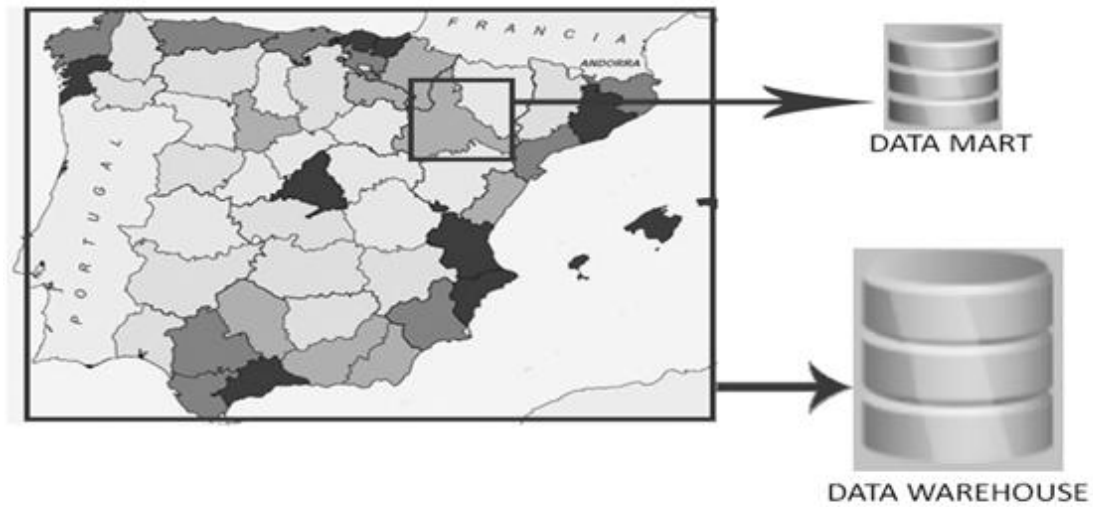 FRANCIA
ANDORRA
PORTUGAL
DATA MART
DATA WAREHOUSE